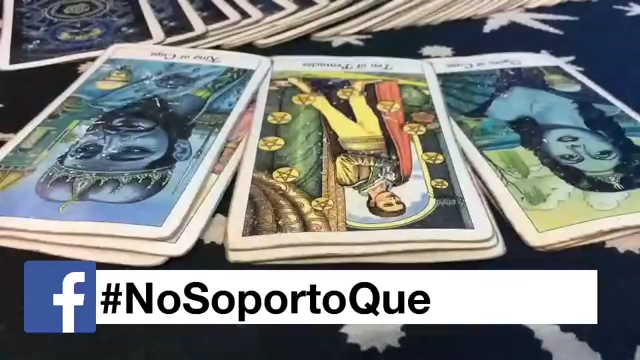 King of Cups
Ten of Pentacles
Queen of Cups
#NoSoportoQue